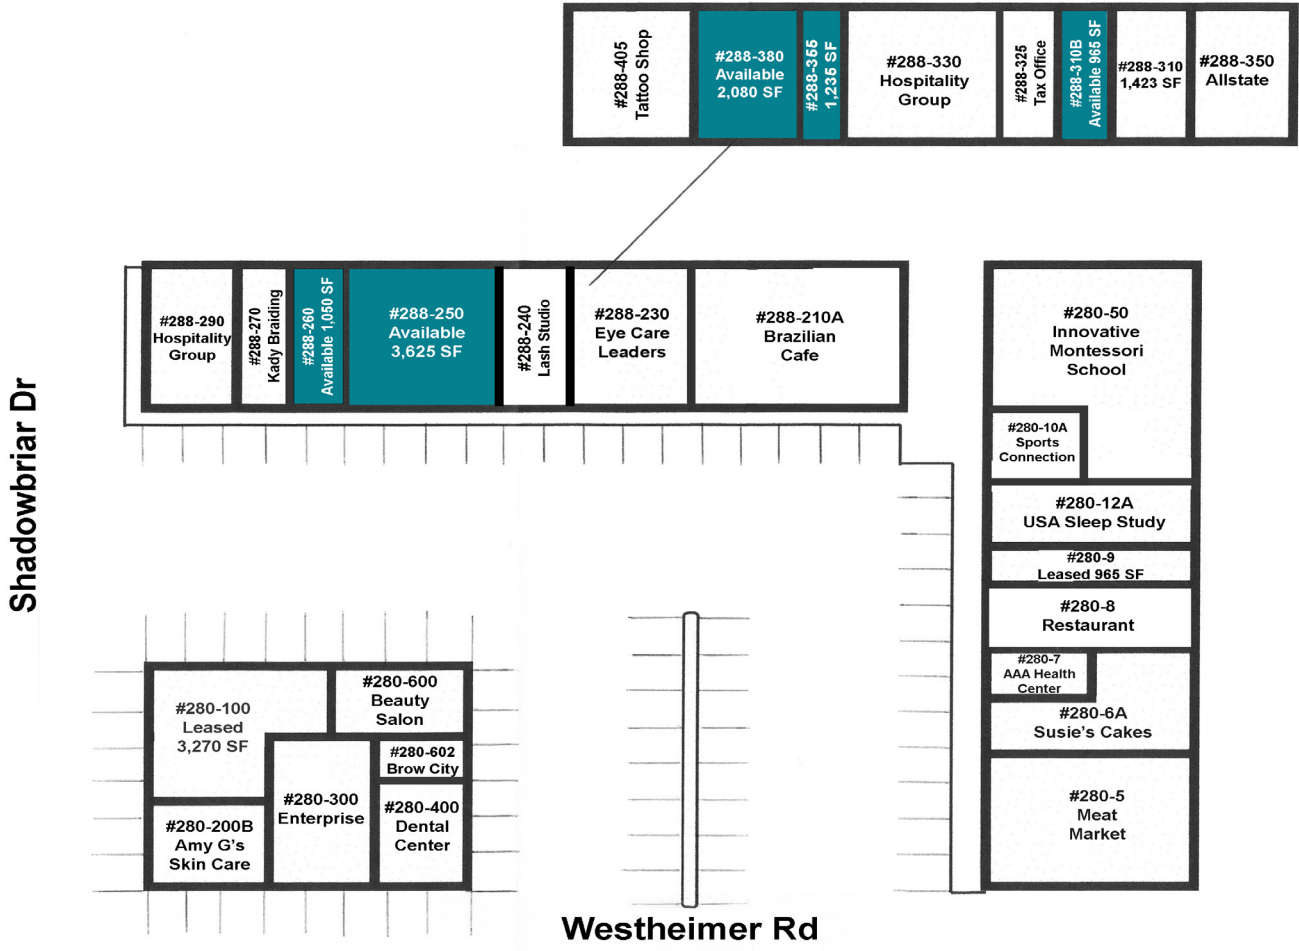 #288-405
Tattoo Shop
#288-380
Available
2,080 SF
#288-355
1,235 SF
#288-330
Hospitality
Group
#288-325
Tax Office
#288-310B
Available 965 SF
#288-310
1,423 SF
#288-350
Allstate
#288-290
Hospitality
Group
#288-270
Kady Braiding
#288-260
Available 1,050 SF
#288-250
Available
3,625 SF
#288-240
Lash Studio
#288-230
Eye Care
Leaders
#288-210A
Brazilian
Cafe
#280-50
Innovative
Montessori
School
#280-10A
Sports
Connection
#280-12A
USA Sleep Study
#280-9
Leased 965 SF
#280-8
Restaurant
#280-7
AAA Health
Center
#280-6A
Susie's Cakes
#280-5
Meat
Market
Shadowbriar Dr
#280-100
Leased
3,270 SF
#280-600
Beauty
Salon
#280-602
Brow City
#280-300
Enterprise
#280-400
Dental
Center
#280-200B
Amy G's
Skin Care
Westheimer Rd